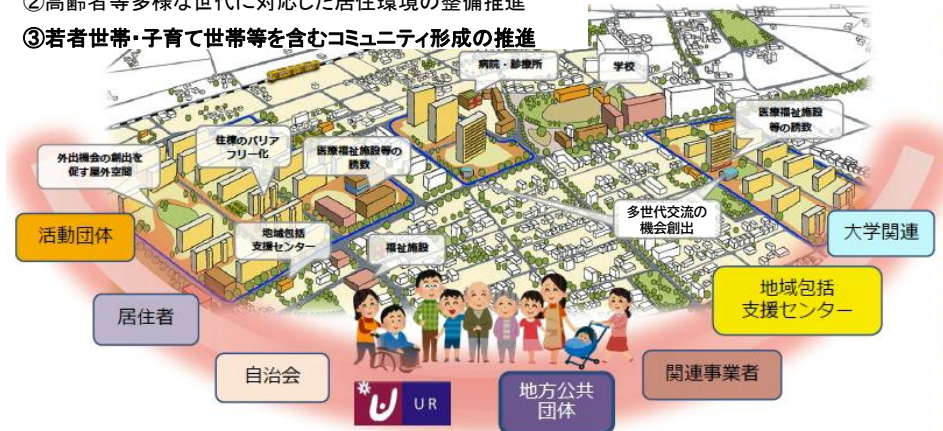 ②高齢者等多様な世代に対応した居住環境の整備推進
③若者世帯・子育て世帯等を含むコミュニティ形成の推進
病院・診療所
学校
医療福祉施設
等の誘致
住棟のバリア
フリー化
医療福祉施設等の
誘致
外出機会の創出を
促す屋外空間
多世代交流の
機会創出
地域包括
支援センター
福祉施設
活動団体
大学関連
居住者
地域包括
支援センター
自治会
UR
地方公共
団体
関連事業者